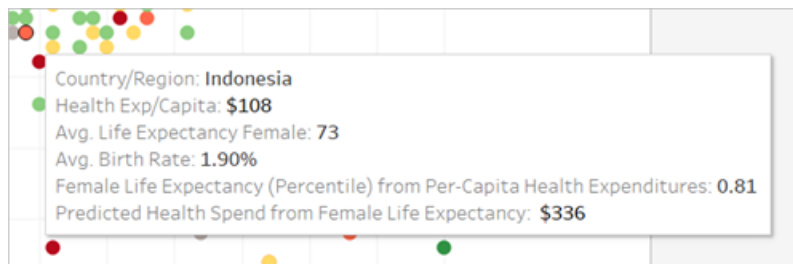 Country/Region: Indonesia
Health Exp/Capita: $108
Avg. Life Expectancy Female: 73
Avg. Birth Rate: 1.90%
Female Life Expectancy (Percentile) from Per-Capita Health Expenditures: 0.81
Predicted Health Spend from Female Life Expectancy: $336